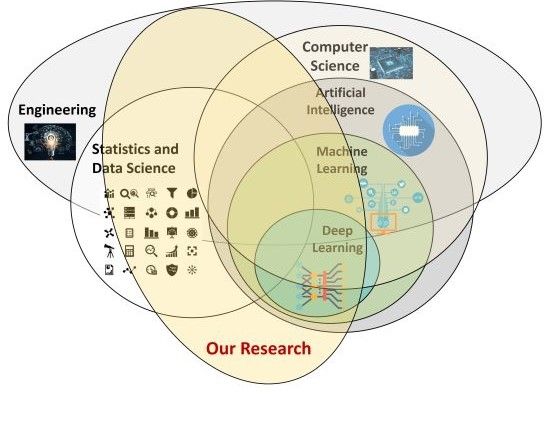 Computer
Science
Artificial
Intelligence
Engineering
Statistics and
Data Science
Machine
Learning
Deep
Learning
Our Research